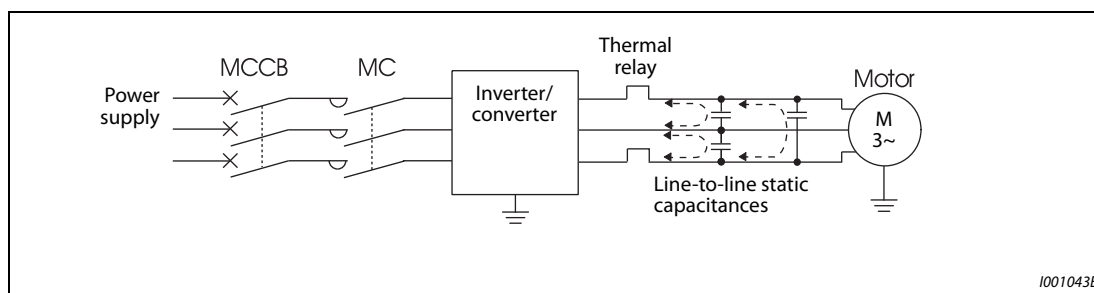 Thermal
relay
MCCB
MC
Motor
Power
supply
Inverter/
converter
M
3~
Line-to-line static
capacitances
I001043E